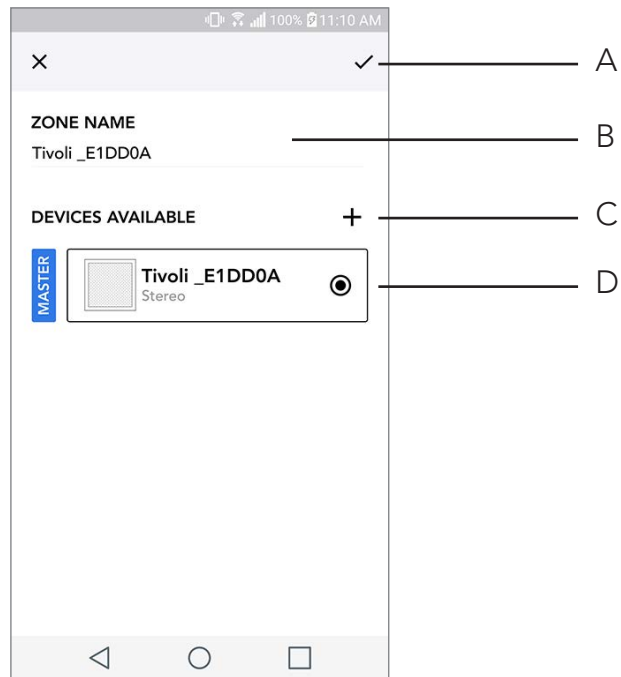 100% 11:10 AM
A
ZONE NAME
B
Tivoli _E1DD0A
DEVICES AVAILABLE
C
MASTER
Tivoli _E1DD0A
Stereo
D